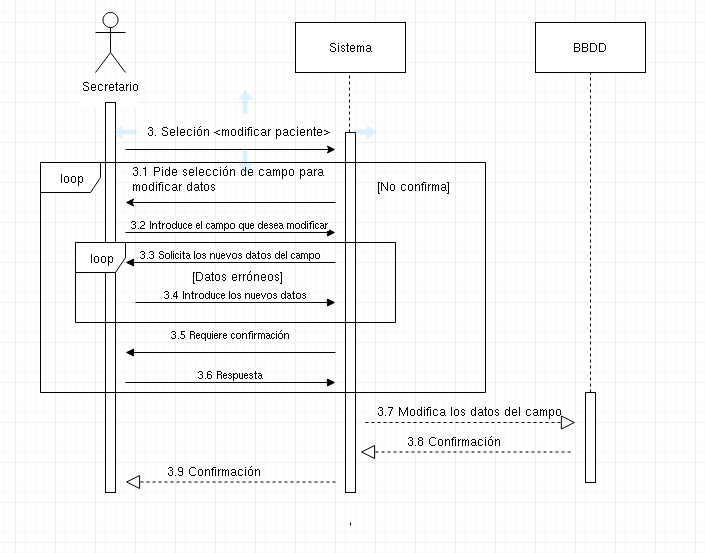 Sistema
BBDD
Secretario
3. Seleción <modificar paciente>
loop
3.1 Pide selección de campo para
modificar datos
[No confirma]
3.2 Introduce el campo que desea modificar
loop
3.3 Solicita los nuevos datos del campo
[Datos erróneos]
3.4 Introduce los nuevos datos
3.5 Requiere confirmación
3.6 Respuesta
3.7 Modifica los datos del campo
3.8 Confirmación
3.9 Confirmación